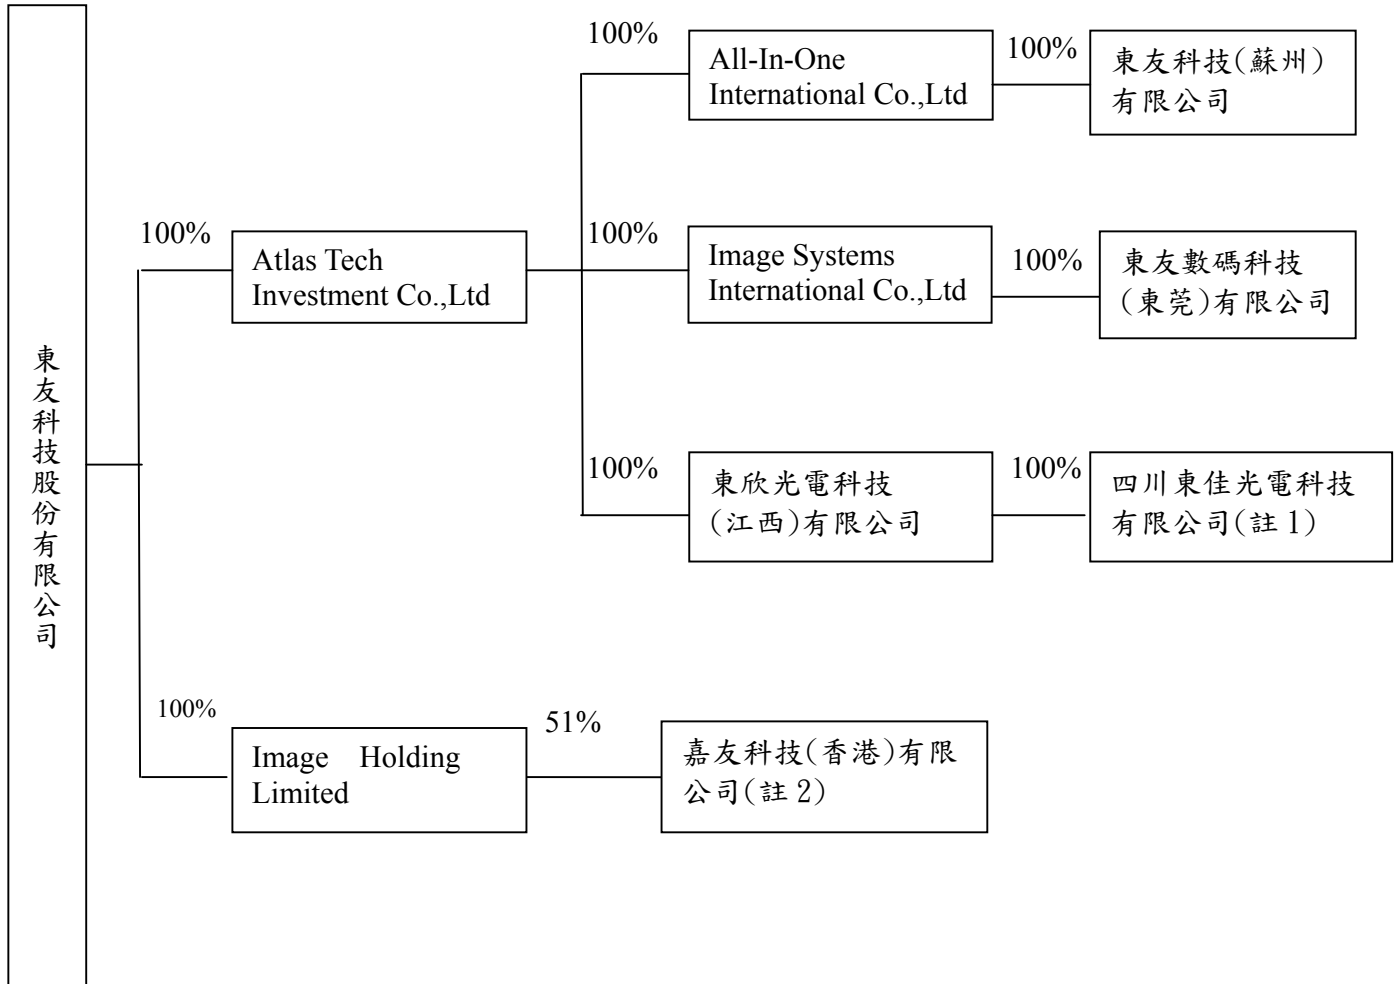 東友科技股份有限公司
100%
Atlas Tech
Investment Co.,Ltd
100%
All-In-One
International Co.,Ltd
100%
東友科技(蘇州)
有限公司
100%
Image Systems
International Co.,Ltd
100%
東友數碼科技
(東莞)有限公司
100%
東欣光電科技
(江西)有限公司
100%
四川東佳光電科技
有限公司(註 1)
100%
Image Holding
Limited
51%
嘉友科技(香港)有限
公司(註 2)